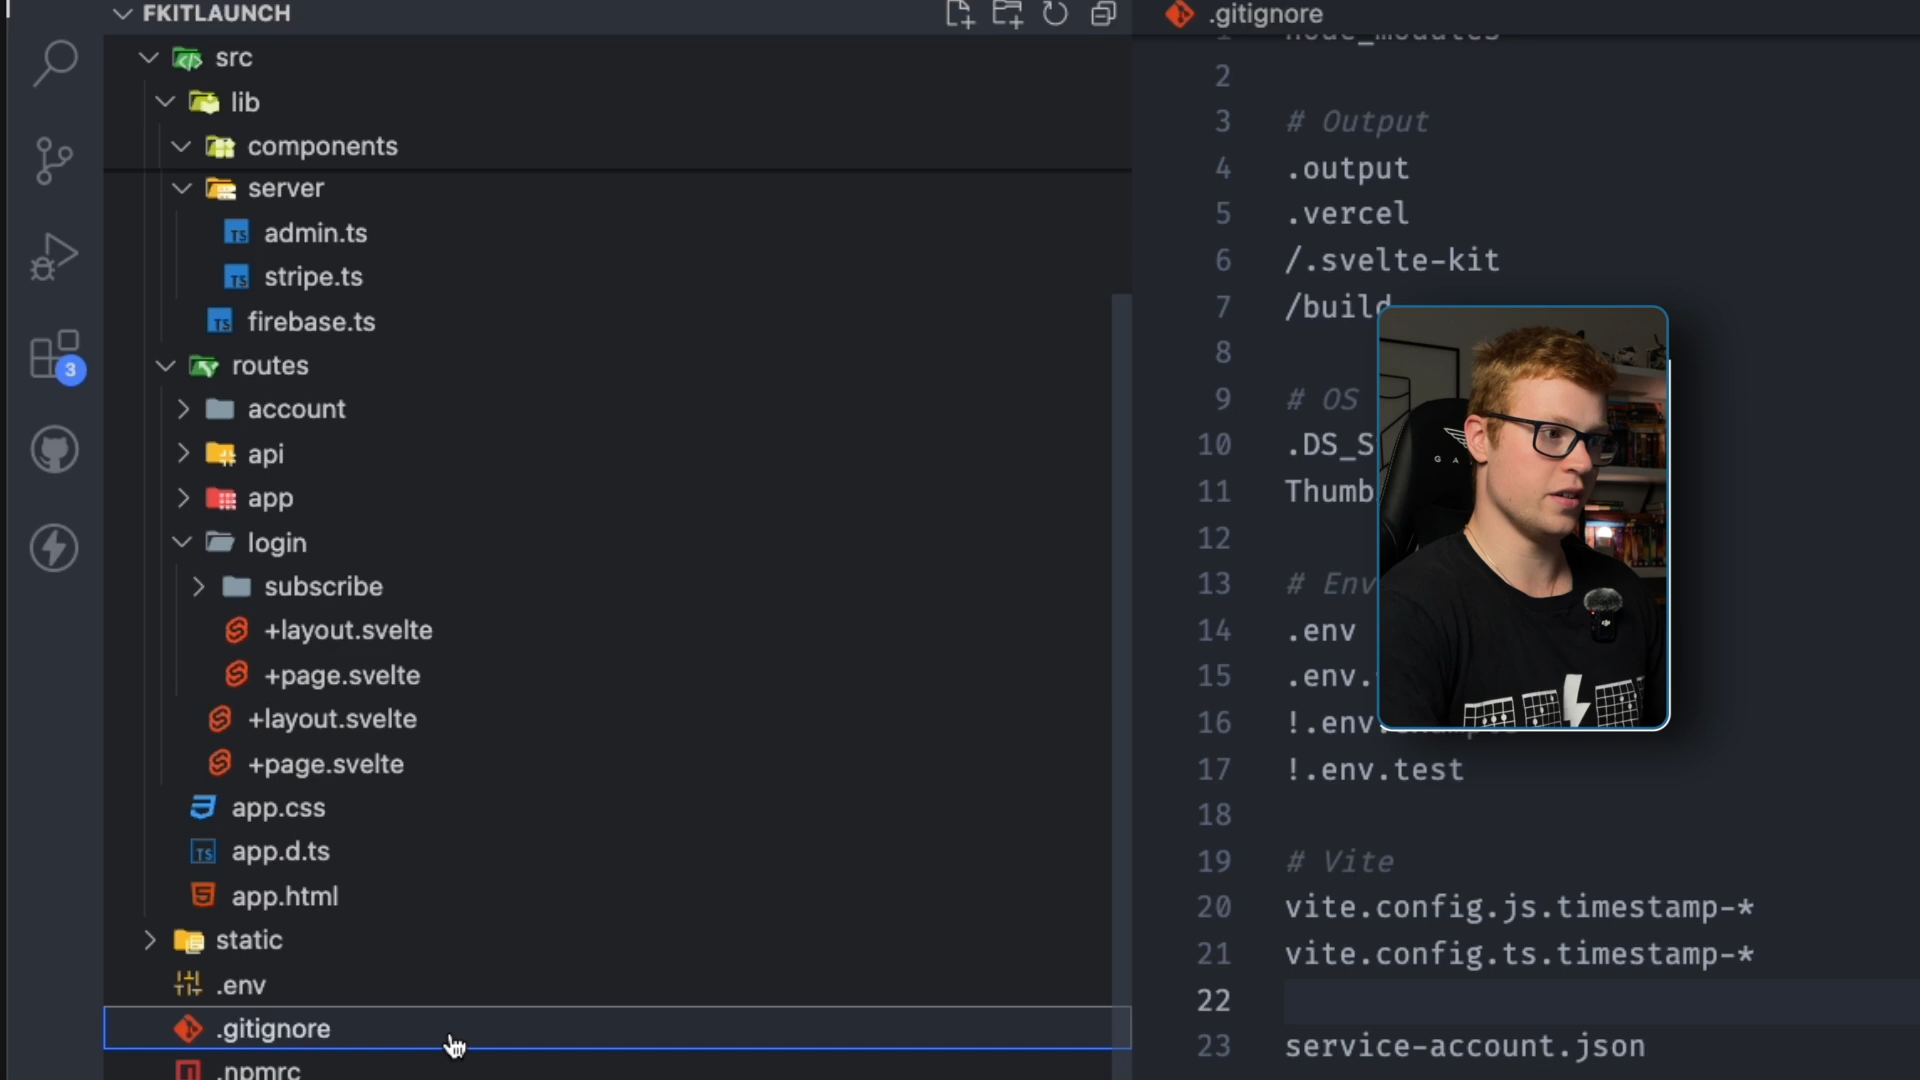 FKITLAUNCH
src
lib
components
server
admin.ts
stripe.ts
firebase.ts
routes
account
api
app
login
subscribe
+layout.svelte
+page.svelte
+layout.svelte
+page.svelte
app.css
app.d.ts
app.html
static
.env
.gitignore
.npmrc
3
.gitignore
1 node_modules
2
3 # Output
4 .output
5 .vercel
6 /.svelte-kit
7 /build
8
9 # OS
10 .DS_S
11 Thumb
12
13 # Env
14 .env
15 .env.
16 !.env.example
17 !.env.test
18
19 # Vite
20 vite.config.js.timestamp-*
21 vite.config.ts.timestamp-*
22
23 service-account.json